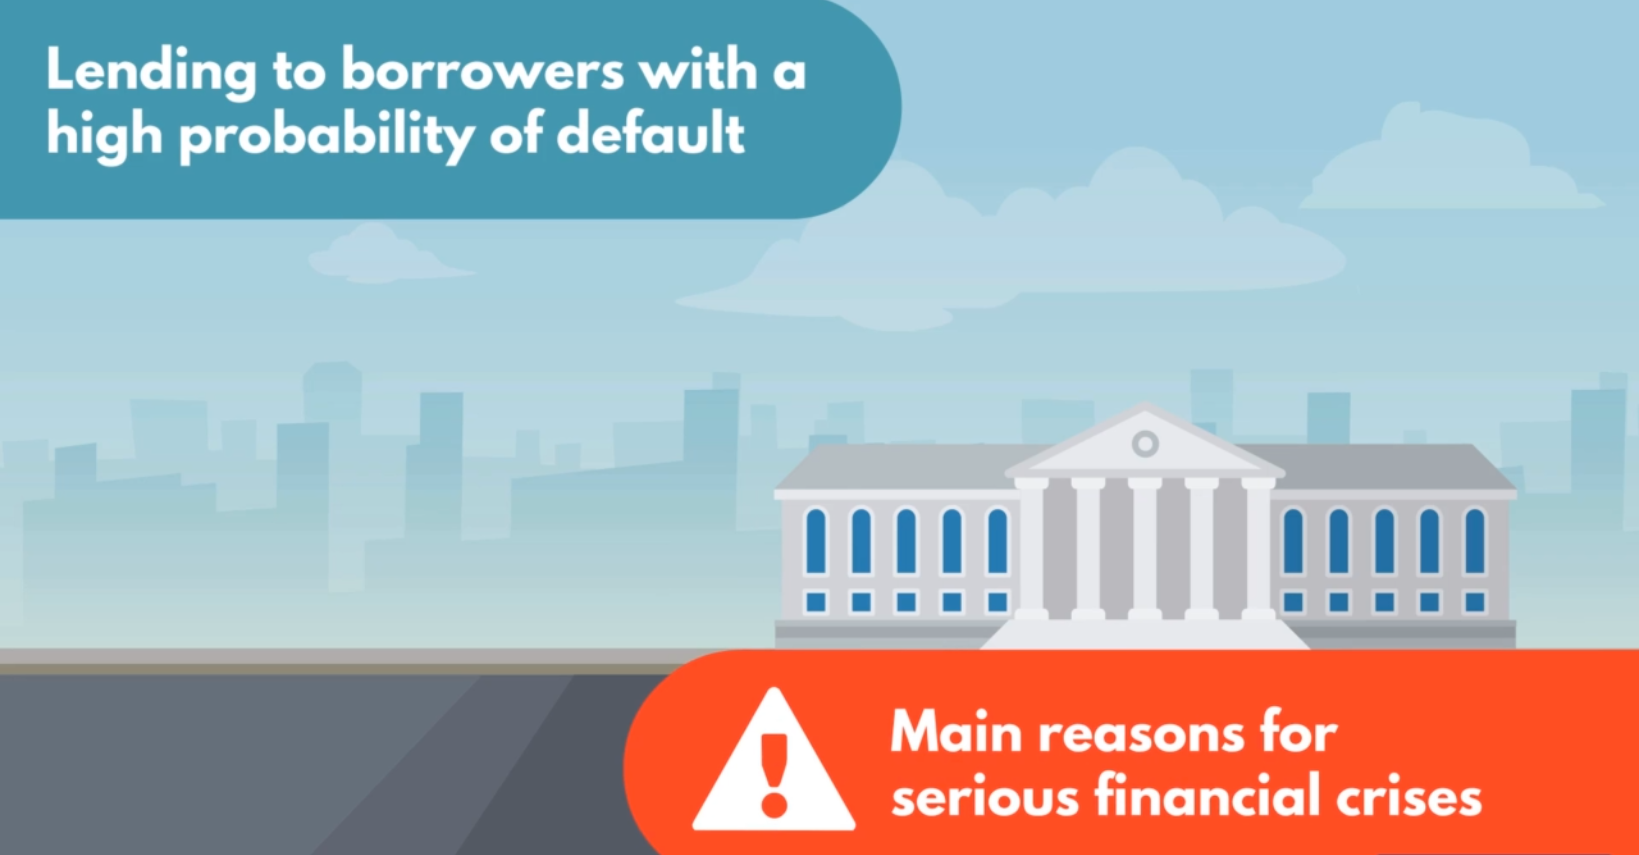 Lending to borrowers with a
high probability of default
Main reasons for
serious financial crises